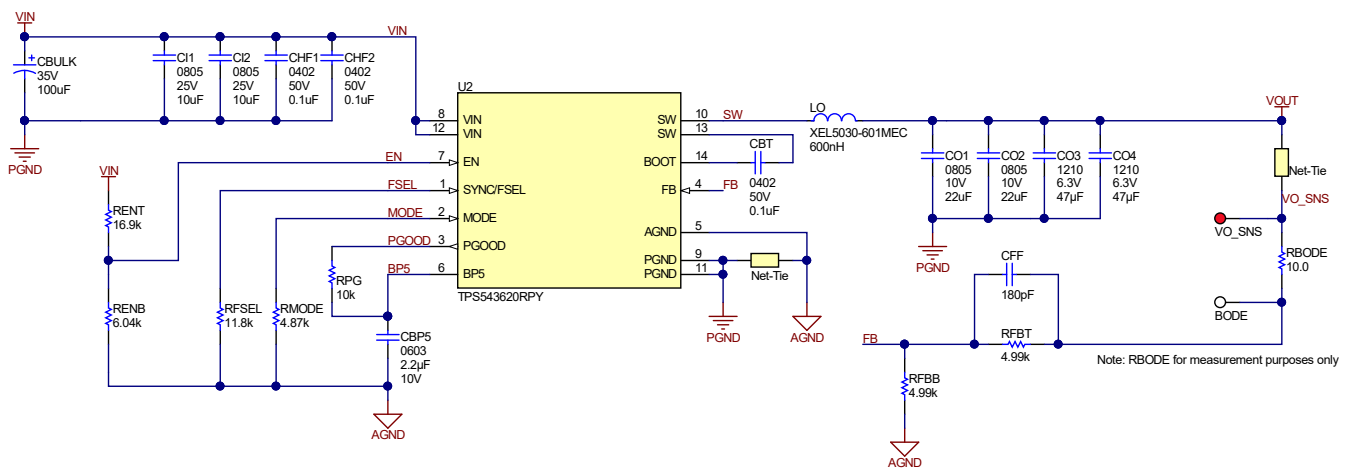 VIN
CBULK
35V
100uF
PGND
CI1
0805
25V
10uF
CI2
0805
25V
10uF
CHF1
0402
50V
0.1uF
CHF2
0402
50V
0.1uF
VIN
U2
8 VIN
12 VIN
7 EN
1 SYNC/FSEL
2 MODE
3 PGOOD
6 BP5
SW 10
SW 13
BOOT 14
FB 4
AGND 5
PGND 9
PGND 11
TPS543620RPY
VIN
RENT
16.9k
RENB
6.04k
EN
FSEL
MODE
PGOOD
BP5
RFSEL
11.8k
RMODE
4.87k
RPG
10k
CBP5
0603
2.2µF
10V
AGND
SW
LO
XEL5030-601MEC
600nH
CBT
0402
50V
0.1uF
FB
Net-Tie
PGND
AGND
CO1
0805
10V
22uF
CO2
0805
10V
22uF
CO3
1210
6.3V
47µF
CO4
1210
6.3V
47µF
PGND
VOUT
Net-Tie
VO_SNS
VO_SNS
RBODE
10.0
BODE
CFF
180pF
FB
RFBT
4.99k
Note: RBODE for measurement purposes only
RFBB
4.99k
AGND